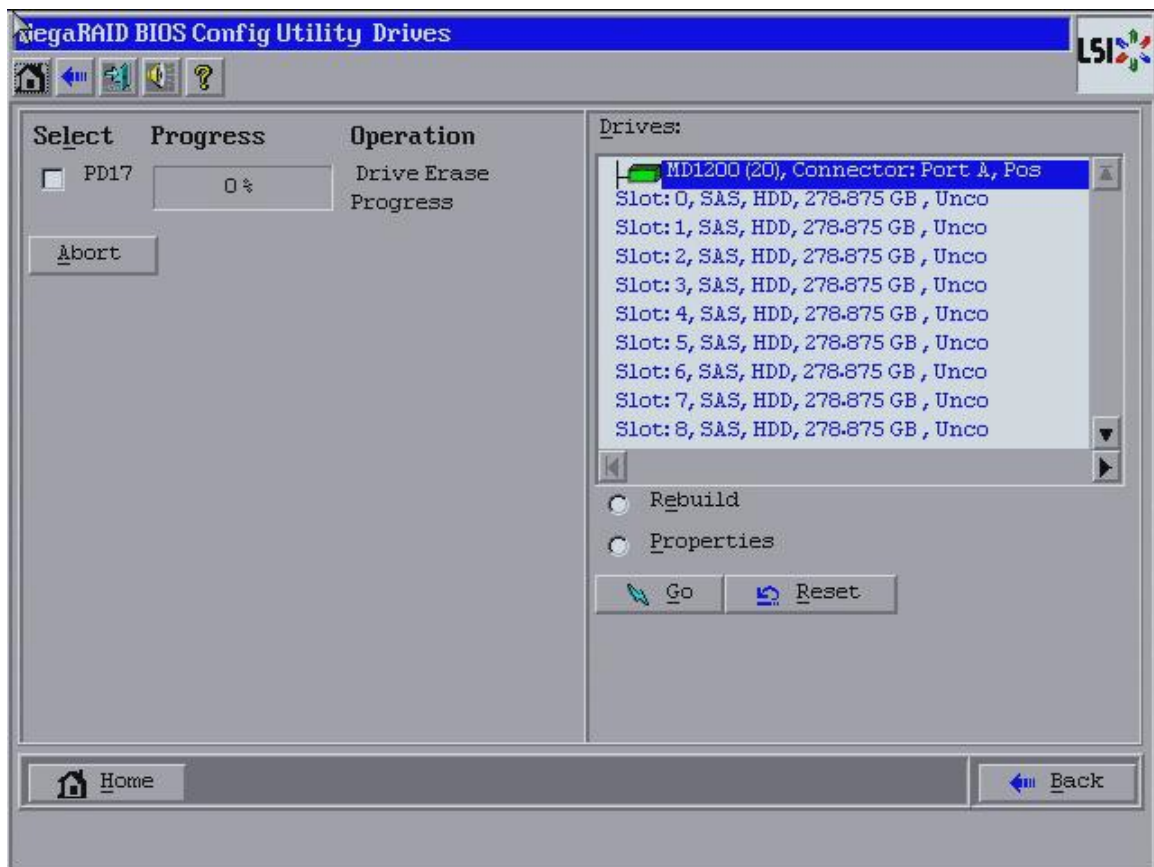 MegaRAID BIOS Config Utility Drives
LSI
Select Progress Operation
PD17 0% Drive Erase
Progress
Abort
Drives:
MD1200 (20), Connector: Port A, Pos
Slot: 0, SAS, HDD, 278.875 GB , Unco
Slot: 1, SAS, HDD, 278.875 GB , Unco
Slot: 2, SAS, HDD, 278.875 GB , Unco
Slot: 3, SAS, HDD, 278.875 GB , Unco
Slot: 4, SAS, HDD, 278.875 GB , Unco
Slot: 5, SAS, HDD, 278.875 GB , Unco
Slot: 6, SAS, HDD, 278.875 GB , Unco
Slot: 7, SAS, HDD, 278.875 GB , Unco
Slot: 8, SAS, HDD, 278.875 GB , Unco
Rebuild
Properties
Go Reset
Home Back